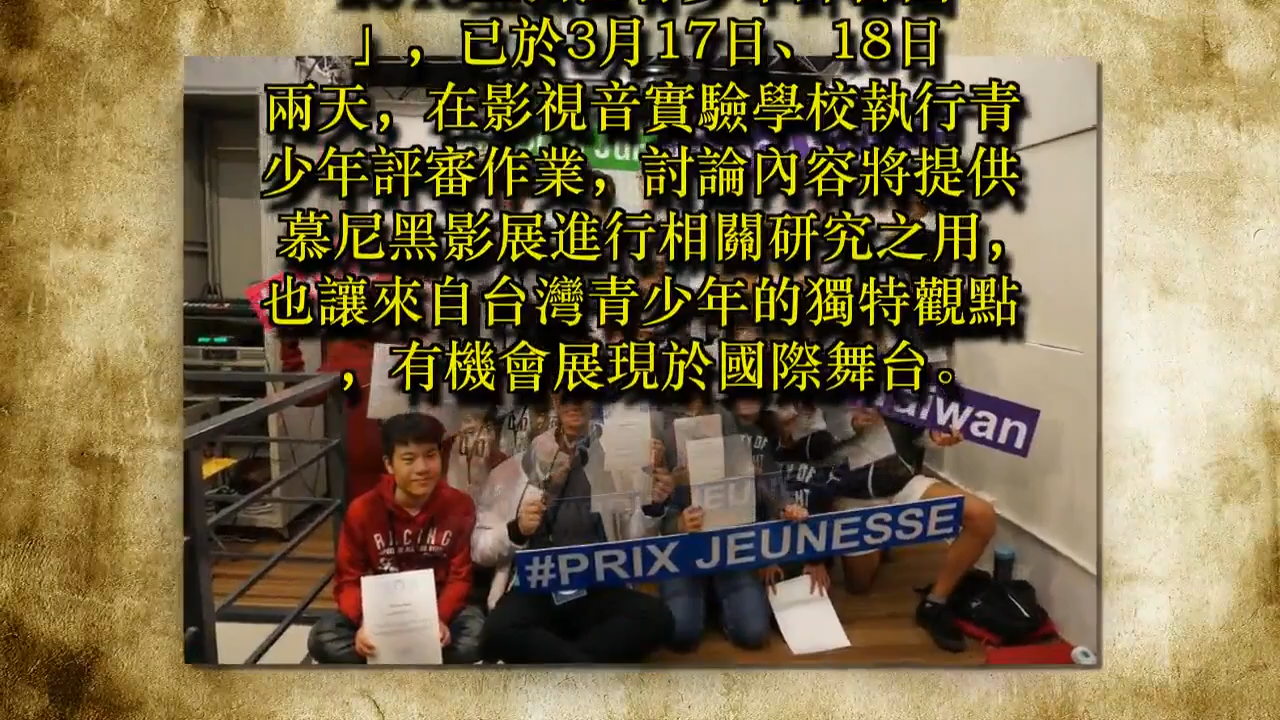 」，已於3月17日、18日
兩天，在影視音實驗學校執行青
少年評審作業，討論內容將提供
慕尼黑影展進行相關研究之用，
也讓來自台灣青少年的獨特觀點
，有機會展現於國際舞台。
Taiwan
RACING
#PRIX JEUNESSE